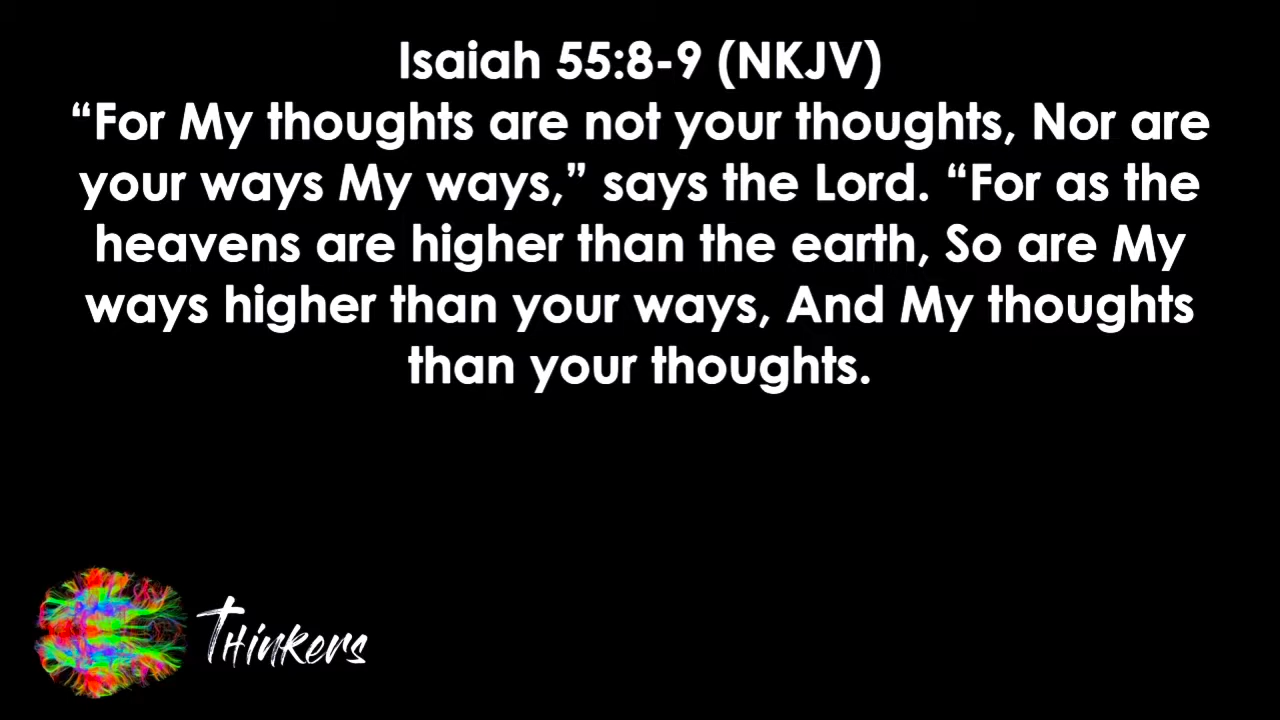 Isaiah 55:8-9 (NKJV)
“For My thoughts are not your thoughts, Nor are
your ways My ways,” says the Lord. “For as the
heavens are higher than the earth, So are My
ways higher than your ways, And My thoughts
than your thoughts.
THinKers